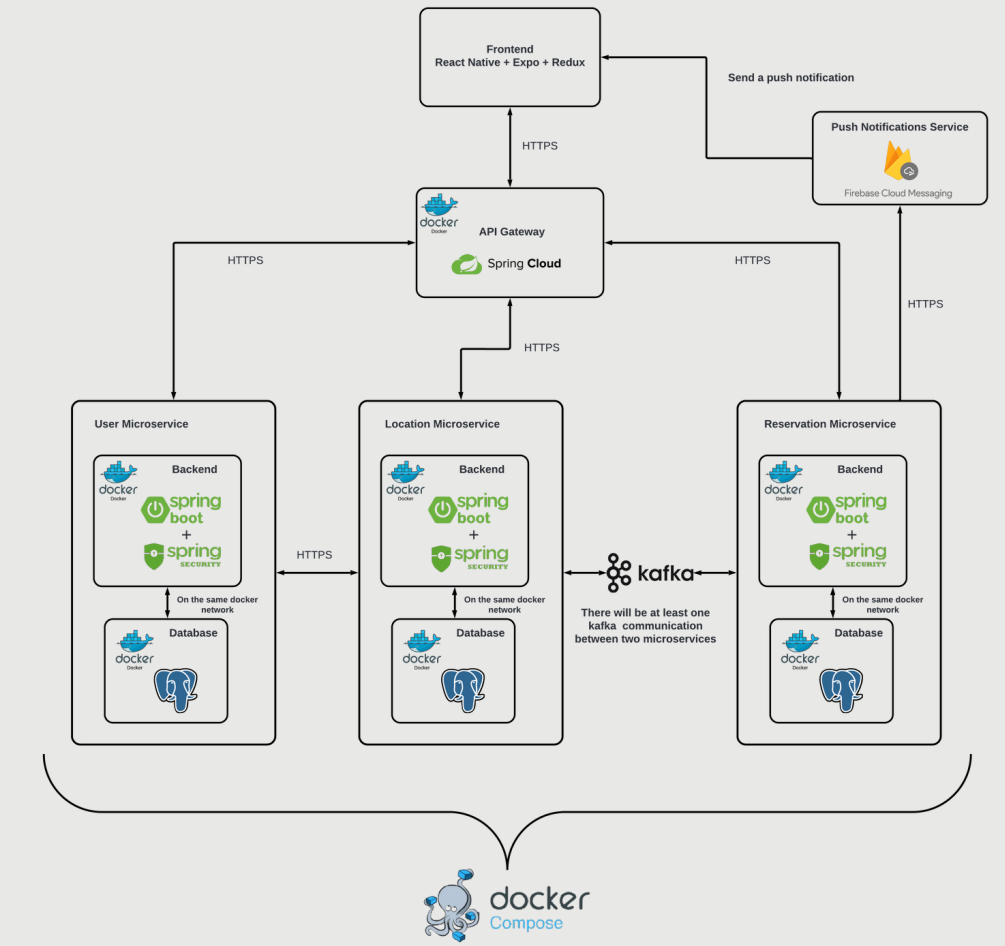 Frontend
React Native + Expo + Redux
Send a push notification
Push Notifications Service
Firebase Cloud Messaging
HTTPS
docker
Docker
API Gateway
Spring Cloud
HTTPS
HTTPS
HTTPS
HTTPS
User Microservice
docker
Docker
Backend
spring
boot
+
spring
SECURITY
On the same docker
network
docker
Docker
Database
HTTPS
Location Microservice
docker
Docker
Backend
spring
boot
+
spring
SECURITY
On the same docker
network
docker
Docker
Database
kafka
There will be at least one
kafka communication
between two microservices
Reservation Microservice
docker
Docker
Backend
spring
boot
+
spring
SECURITY
On the same docker
network
docker
Docker
Database
docker
Compose